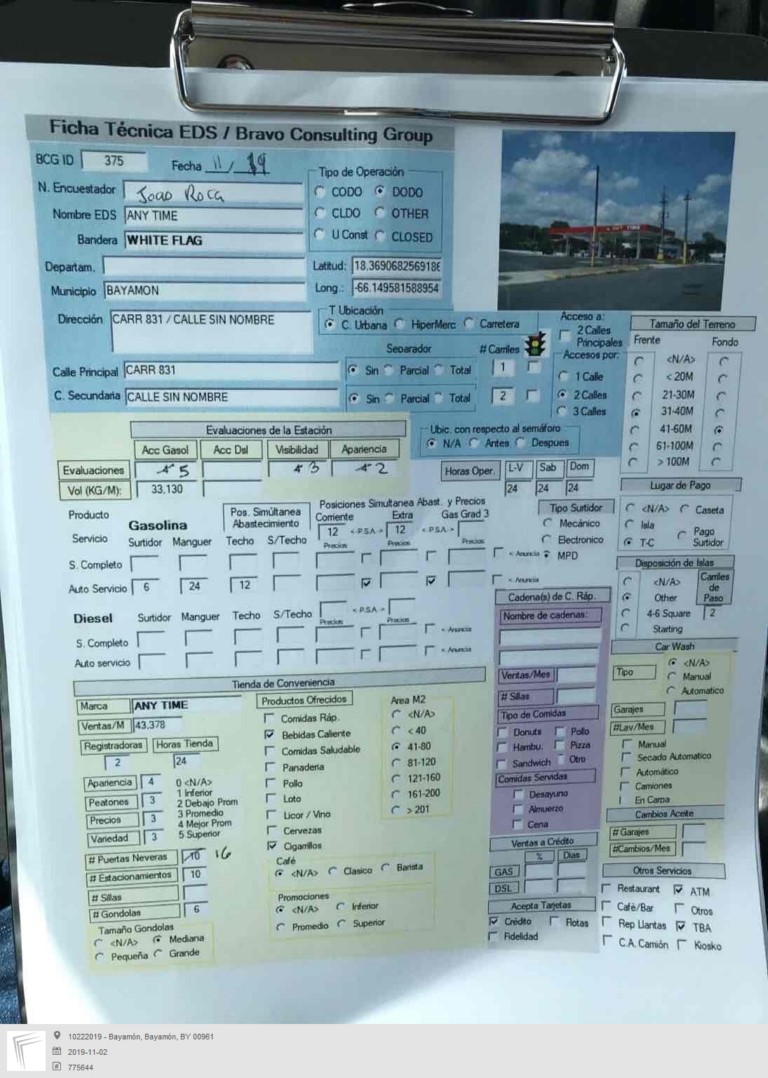 Ficha Técnica EDS / Bravo Consulting Group
BCG ID 375 Fecha 11/ 19
N. Encuestador Joao Roca
Nombre EDS ANY TIME
Bandera WHITE FLAG
Tipo de Operación
CODO DODO
CLDO OTHER
U Const CLOSED
Departam.
Municipio BAYAMON
Latitud: 18.369068256918
Long.: -66.149581588954
Dirección CARR 831 / CALLE SIN NOMBRE
T Ubicación
C. Urbana HiperMerc Carretera
Separador # Carriles
Calle Principal CARR 831 Sin Parcial Total 1
C. Secundaria CALLE SIN NOMBRE Sin Parcial Total 2
Acceso a:
2 Calles Principales
Accesos por:
1 Calle
2 Calles
3 Calles
Tamaño del Terreno
Frente Fondo
<N/A>
< 20M
21-30M
31-40M
41-60M
61-100M
> 100M
Ubic. con respecto al semáforo
N/A Antes Despues
Evaluaciones de la Estación
Acc Gasol Acc Dsl Visibilidad Apariencia
Evaluaciones 5 3 2
Vol (KG/M): 33,130
Horas Oper. L-V Sab Dom
24 24 24
Lugar de Pago
<N/A> Caseta
Isla Pago Surtidor
T-C
Producto
Servicio
Gasolina
Surtidor Manguer
Pos. Simúltanea Abastecimiento
Techo S/Techo
Posiciones Simultanea Abast. y Precios
Corriente Extra Gas Grad 3
12 <-P.S.A-> 12 <-P.S.A->
Precios Precios Precios
S. Completo < Anuncia
Auto Servicio 6 24 12 < Anuncia
Tipo Surtidor
Mecánico
Electronico
MPD
Disposición de Islas
<N/A>
Other
4-6 Square
Starting
Carriles de Paso
2
Diesel Surtidor Manguer Techo S/Techo <-P.S.A->
Precios Precios
S. Completo < Anuncia
Auto servicio < Anuncia
Cadena(s) de C. Ráp.
Nombre de cadenas:
Ventas/Mes
# Sillas
Tipo de Comidas
Donuts Pollo
Hambu. Pizza
Sandwich Otro
Comidas Servidas
Desayuno
Almuerzo
Cena
Car Wash
Tipo
<N/A>
Manual
Automatico
Garajes
#Lav/Mes
Manual
Secado Automatico
Automático
Camiones
En Cama
Cambios Aceite
# Garajes
#Cambios/Mes
Tienda de Conveniencia
Marca ANY TIME
Ventas/M 43,378
Registradoras Horas Tienda
2 24
Apariencia 4
Peatones 3
Precios 3
Variedad 3
0 <N/A>
1 Inferior
2 Debajo Prom
3 Promedio
4 Mejor Prom
5 Superior
# Puertas Neveras 10 16
# Estacionamientos 10
# Sillas
# Gondolas 6
Tamaño Gondolas
<N/A> Mediana
Pequeña Grande
Productos Ofrecidos
Comidas Ráp.
Bebidas Caliente
Comidas Saludable
Panaderia
Pollo
Loto
Licor / Vino
Cervezas
Cigarrillos
Area M2
<N/A>
< 40
41-80
81-120
121-160
161-200
> 201
Café
<N/A> Clasico Barista
Promociones
<N/A> Inferior
Promedio Superior
Ventas a Crédito
% Dias
GAS
DSL
Acepta Tarjetas
Crédito Flotas
Fidelidad
Otros Servicios
Restaurant ATM
Café/Bar Otros
Rep Llantas TBA
C.A. Camión Kiosko
10222019 - Bayamón, Bayamón, BY 00961
2019-11-02
775644